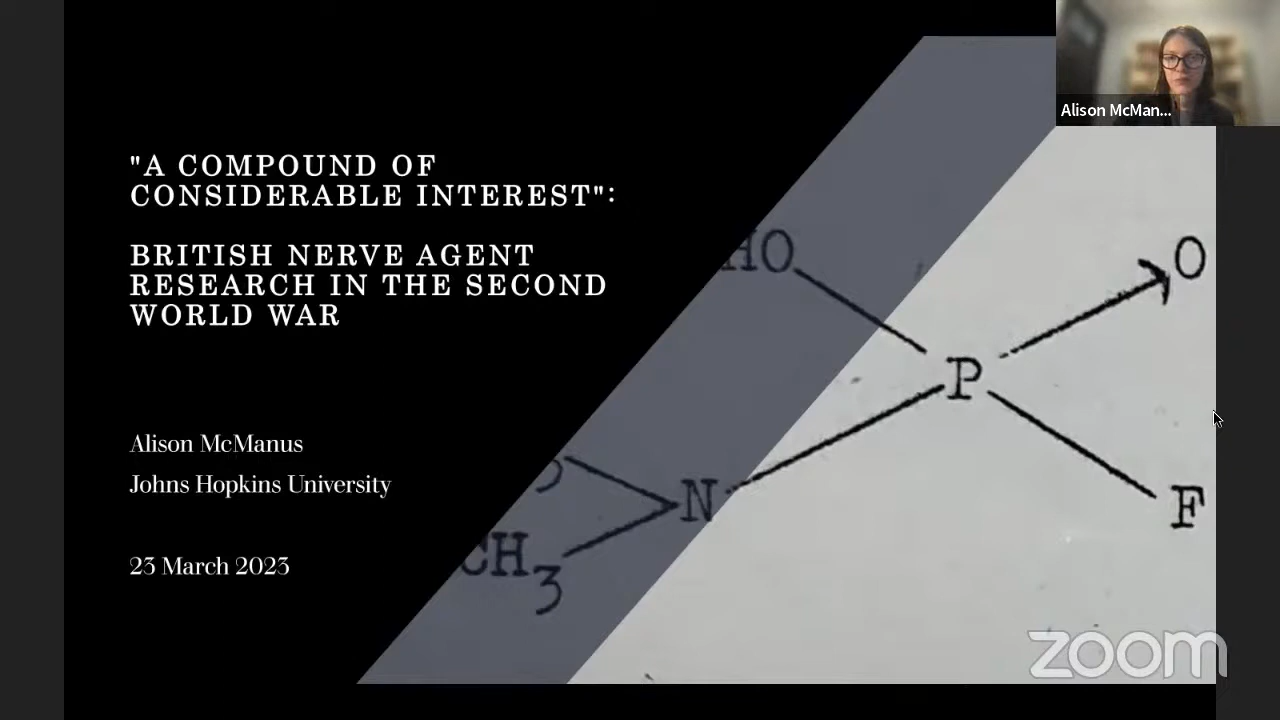 "A COMPOUND OF
CONSIDERABLE INTEREST":
BRITISH NERVE AGENT
RESEARCH IN THE SECOND
WORLD WAR
Alison McManus
Johns Hopkins University
23 March 2023
Alison McMan...
HO
O
P
N
F
3
CH3
zoom